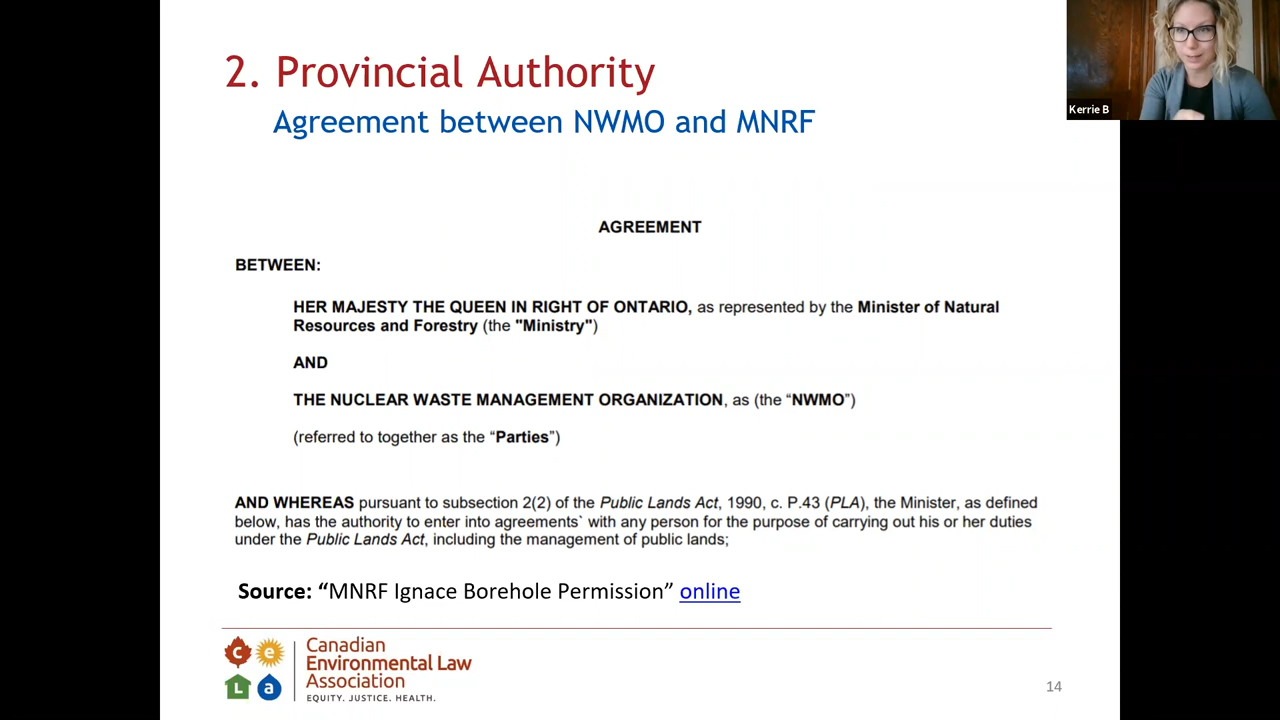 2. Provincial Authority
Agreement between NWMO and MNRF
Kerrie B
AGREEMENT
BETWEEN:
HER MAJESTY THE QUEEN IN RIGHT OF ONTARIO, as represented by the Minister of Natural
Resources and Forestry (the "Ministry")
AND
THE NUCLEAR WASTE MANAGEMENT ORGANIZATION, as (the “NWMO”)
(referred to together as the “Parties”)
AND WHEREAS pursuant to subsection 2(2) of the Public Lands Act, 1990, c. P.43 (PLA), the Minister, as defined
below, has the authority to enter into agreements` with any person for the purpose of carrying out his or her duties
under the Public Lands Act, including the management of public lands;
Source: “MNRF Ignace Borehole Permission” online
c e L a
Canadian
Environmental Law
Association
EQUITY. JUSTICE. HEALTH.
14